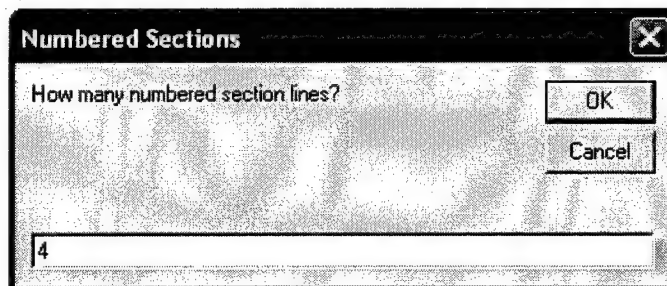 Numbered Sections
How many numbered section lines?
OK
Cancel
4